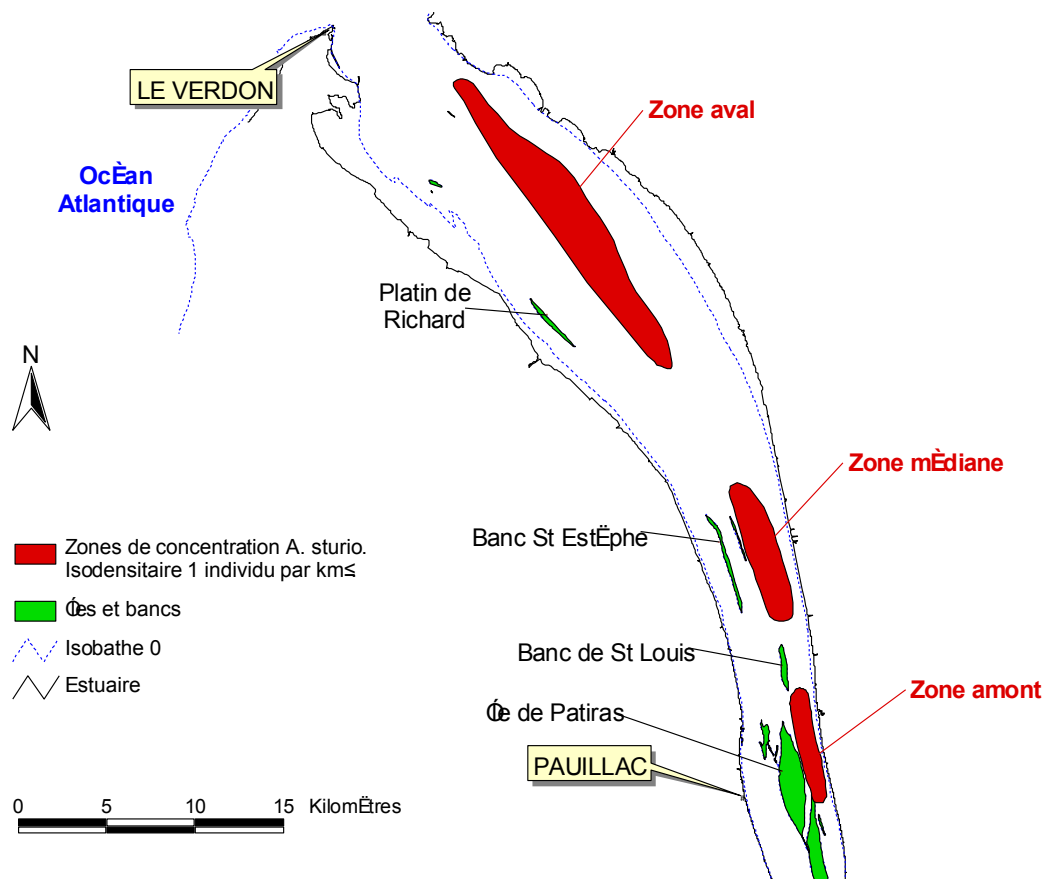 LE VERDON
Zone aval
OcÈan
Atlantique
Platin de
Richard
N
Zone mÈdiane
Banc St EstËphe
Zones de concentration A. sturio.
Isodensitaire 1 individu par km≤
Œes et bancs
Isobathe 0
Estuaire
Banc de St Louis
Zone amont
Œe de Patiras
PAUILLAC
0 5 10 15 KilomËtres